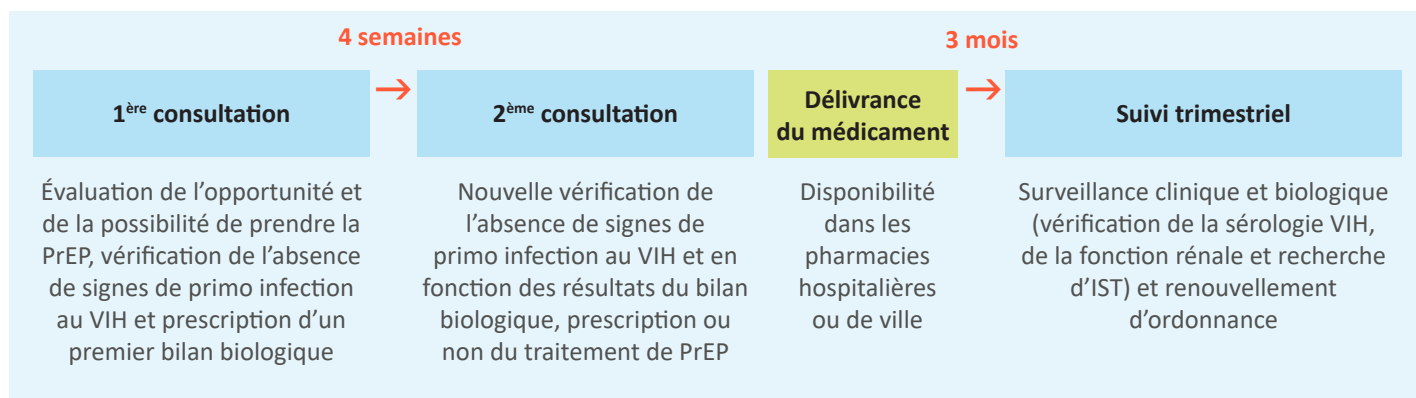 4 semaines
3 mois
→
→
1ère consultation
2ème consultation
Délivrance
du médicament
Suivi trimestriel
Évaluation de l’opportunité et
de la possibilité de prendre la
PrEP, vérification de l’absence
de signes de primo infection
au VIH et prescription d’un
premier bilan biologique
Nouvelle vérification de
l’absence de signes de
primo infection au VIH et en
fonction des résultats du bilan
biologique, prescription ou
non du traitement de PrEP
Disponibilité
dans les
pharmacies
hospitalières
ou de ville
Surveillance clinique et biologique
(vérification de la sérologie VIH,
de la fonction rénale et recherche
d’IST) et renouvellement
d’ordonnance